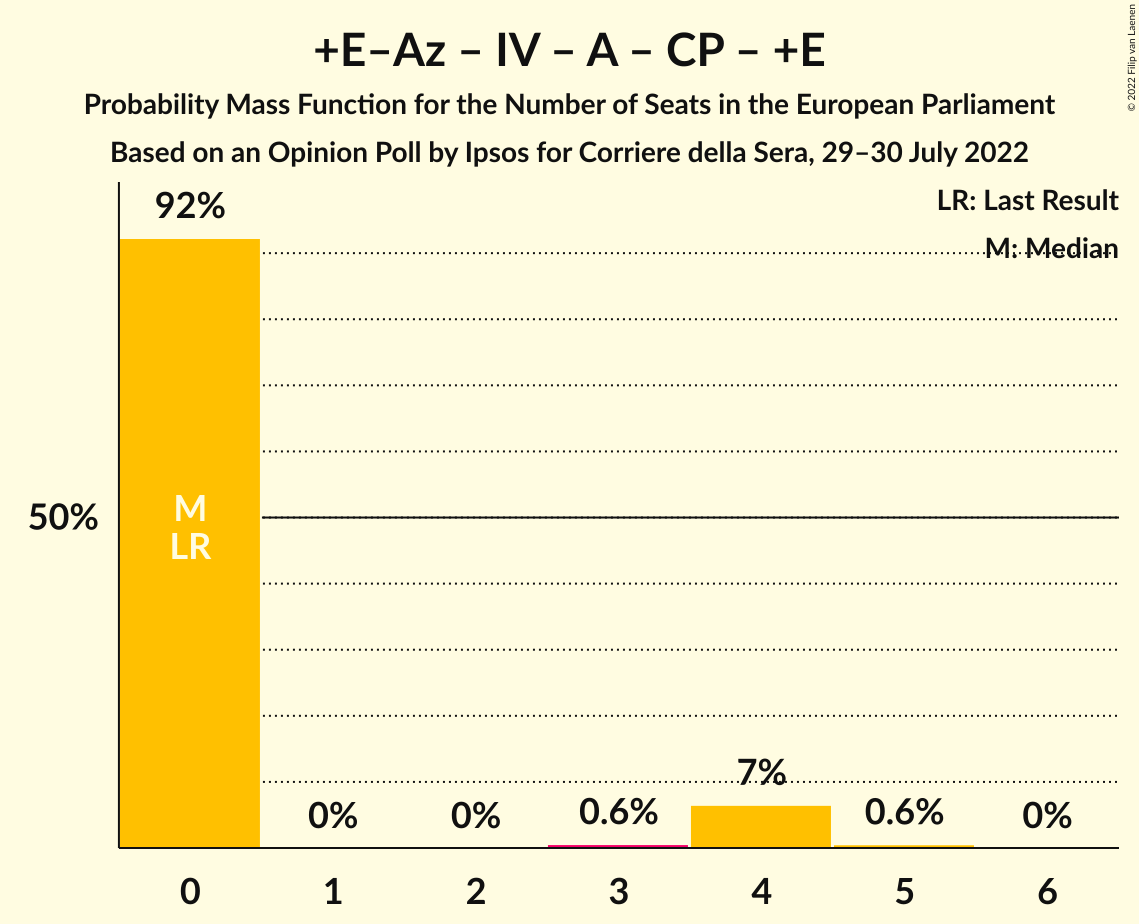 +E–Az – IV – A – CP – +E
Probability Mass Function for the Number of Seats in the European Parliament
Based on an Opinion Poll by Ipsos for Corriere della Sera, 29–30 July 2022
© 2022 Filip van Laenen
LR: Last Result
M: Median
92%
50%
M
LR
0%
0%
0.6%
7%
0.6%
0%
0
1
2
3
4
5
6